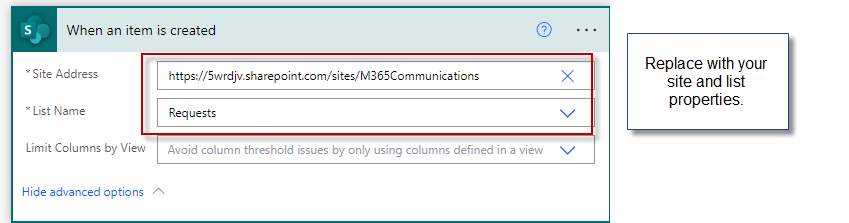 When an item is created
* Site Address
https://5wrdjv.sharepoint.com/sites/M365Communications
* List Name
Requests
Limit Columns by View
Avoid column threshold issues by only using columns defined in a view
Hide advanced options
Replace with your
site and list
properties.